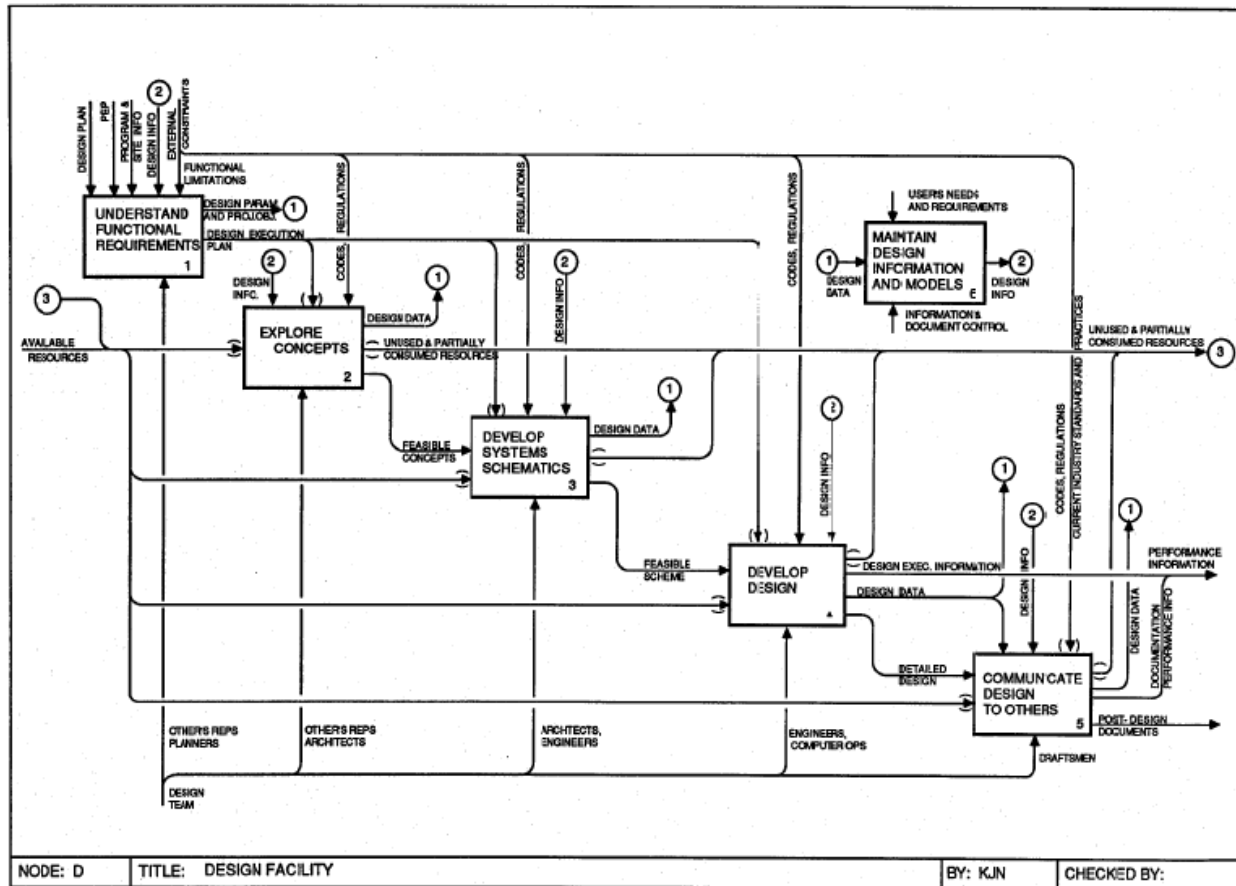 DESIGN PLAN
PEP
PROGRAM &
SITE INFO
DESIGN INFO
2
EXTERNAL
CONSTRAINTS
FUNCTIONAL
LIMITATIONS
UNDERSTAND
FUNCTIONAL
REQUIREMENTS
1
DESIGN PARAM.
AND PROJ.OBJ.
1
DESIGN EXECUTION
PLAN
CODES, REGULATIONS
CODES, REGULATIONS
CODES, REGULATIONS
USER'S NEEDS
AND REQUIREMENTS
MAINTAIN
DESIGN
INFORMATION
AND MODELS
6
1
DESIGN
DATA
2
DESIGN
INFO
INFORMATION &
DOCUMENT CONTROL
3
AVAILABLE
RESOURCES
2
DESIGN
INFO.
EXPLORE
CONCEPTS
2
DESIGN DATA
1
UNUSED & PARTIALLY
CONSUMED RESOURCES
2
DESIGN INFO
UNUSED & PARTIALLY
CONSUMED RESOURCES
3
FEASIBLE
CONCEPTS
DEVELOP
SYSTEMS
SCHEMATICS
3
DESIGN DATA
1
2
DESIGN INFO
CODES, REGULATIONS
CURRENT INDUSTRY STANDARDS AND PRACTICES
FEASIBLE
SCHEME
DEVELOP
DESIGN
4
DESIGN EXEC. INFORMATION
DESIGN DATA
1
2
DESIGN INFO
1
DESIGN DATA
DOCUMENTATION
PERFORMANCE INFO
PERFORMANCE
INFORMATION
DETAILED
DESIGN
COMMUNICATE
DESIGN
TO OTHERS
5
POST-DESIGN
DOCUMENTS
OTHER'S REPS
PLANNERS
OTHER'S REPS
ARCHITECTS
ARCHITECTS,
ENGINEERS
ENGINEERS,
COMPUTER OPS
DRAFTSMEN
DESIGN
TEAM
NODE: D
TITLE: DESIGN FACILITY
BY: KJN
CHECKED BY: